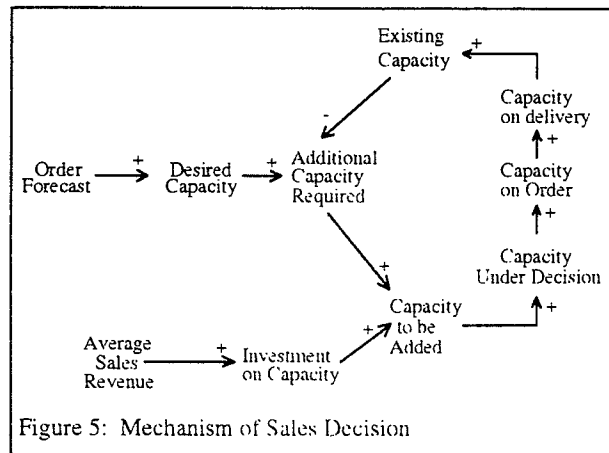 Existing
Capacity
+
Capacity
on delivery
-
+
Order
Forecast
+
Desired
Capacity
+
Additional
Capacity
Required
Capacity
on Order
+
+
Capacity
Under Decision
+
Capacity
to be
Added
+
Average
Sales
Revenue
+
Investment
on Capacity
+
Figure 5: Mechanism of Sales Decision